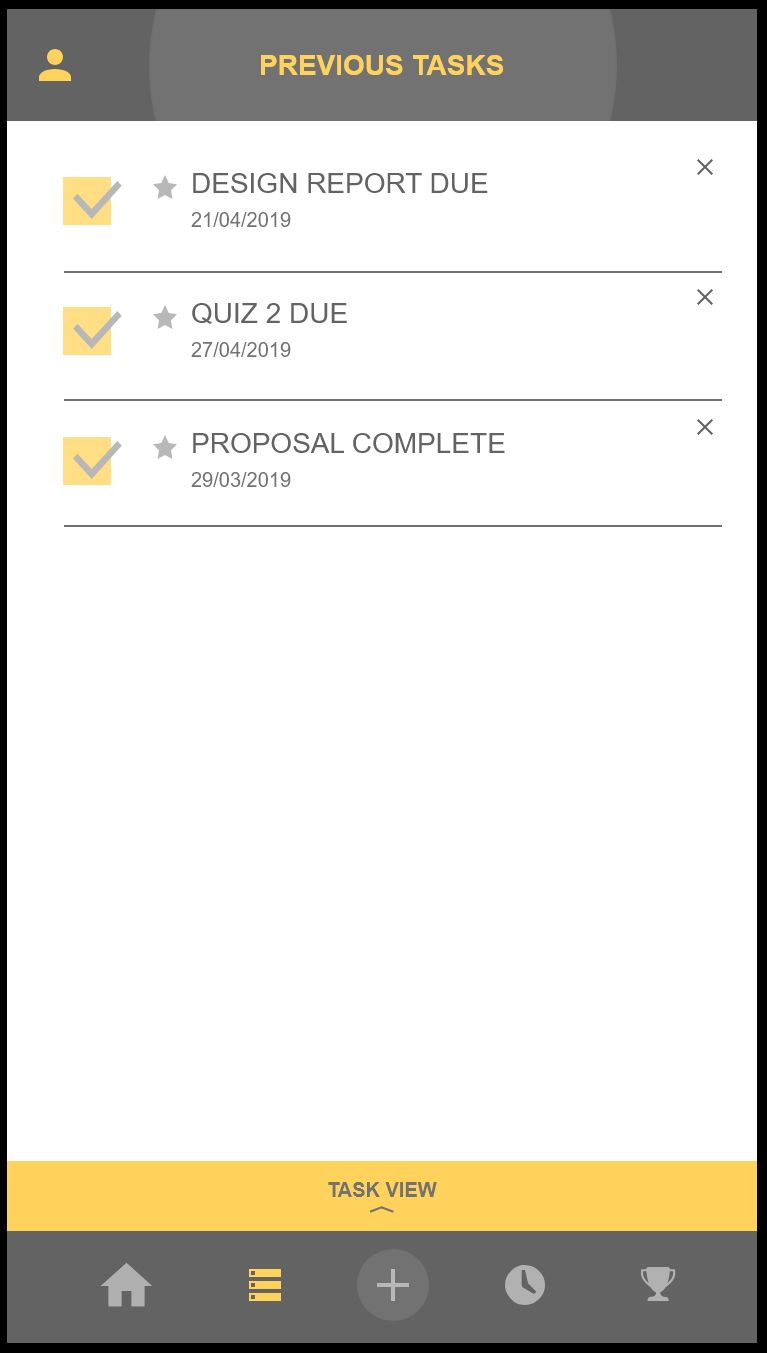 PREVIOUS TASKS
DESIGN REPORT DUE
21/04/2019
QUIZ 2 DUE
27/04/2019
PROPOSAL COMPLETE
29/03/2019
TASK VIEW